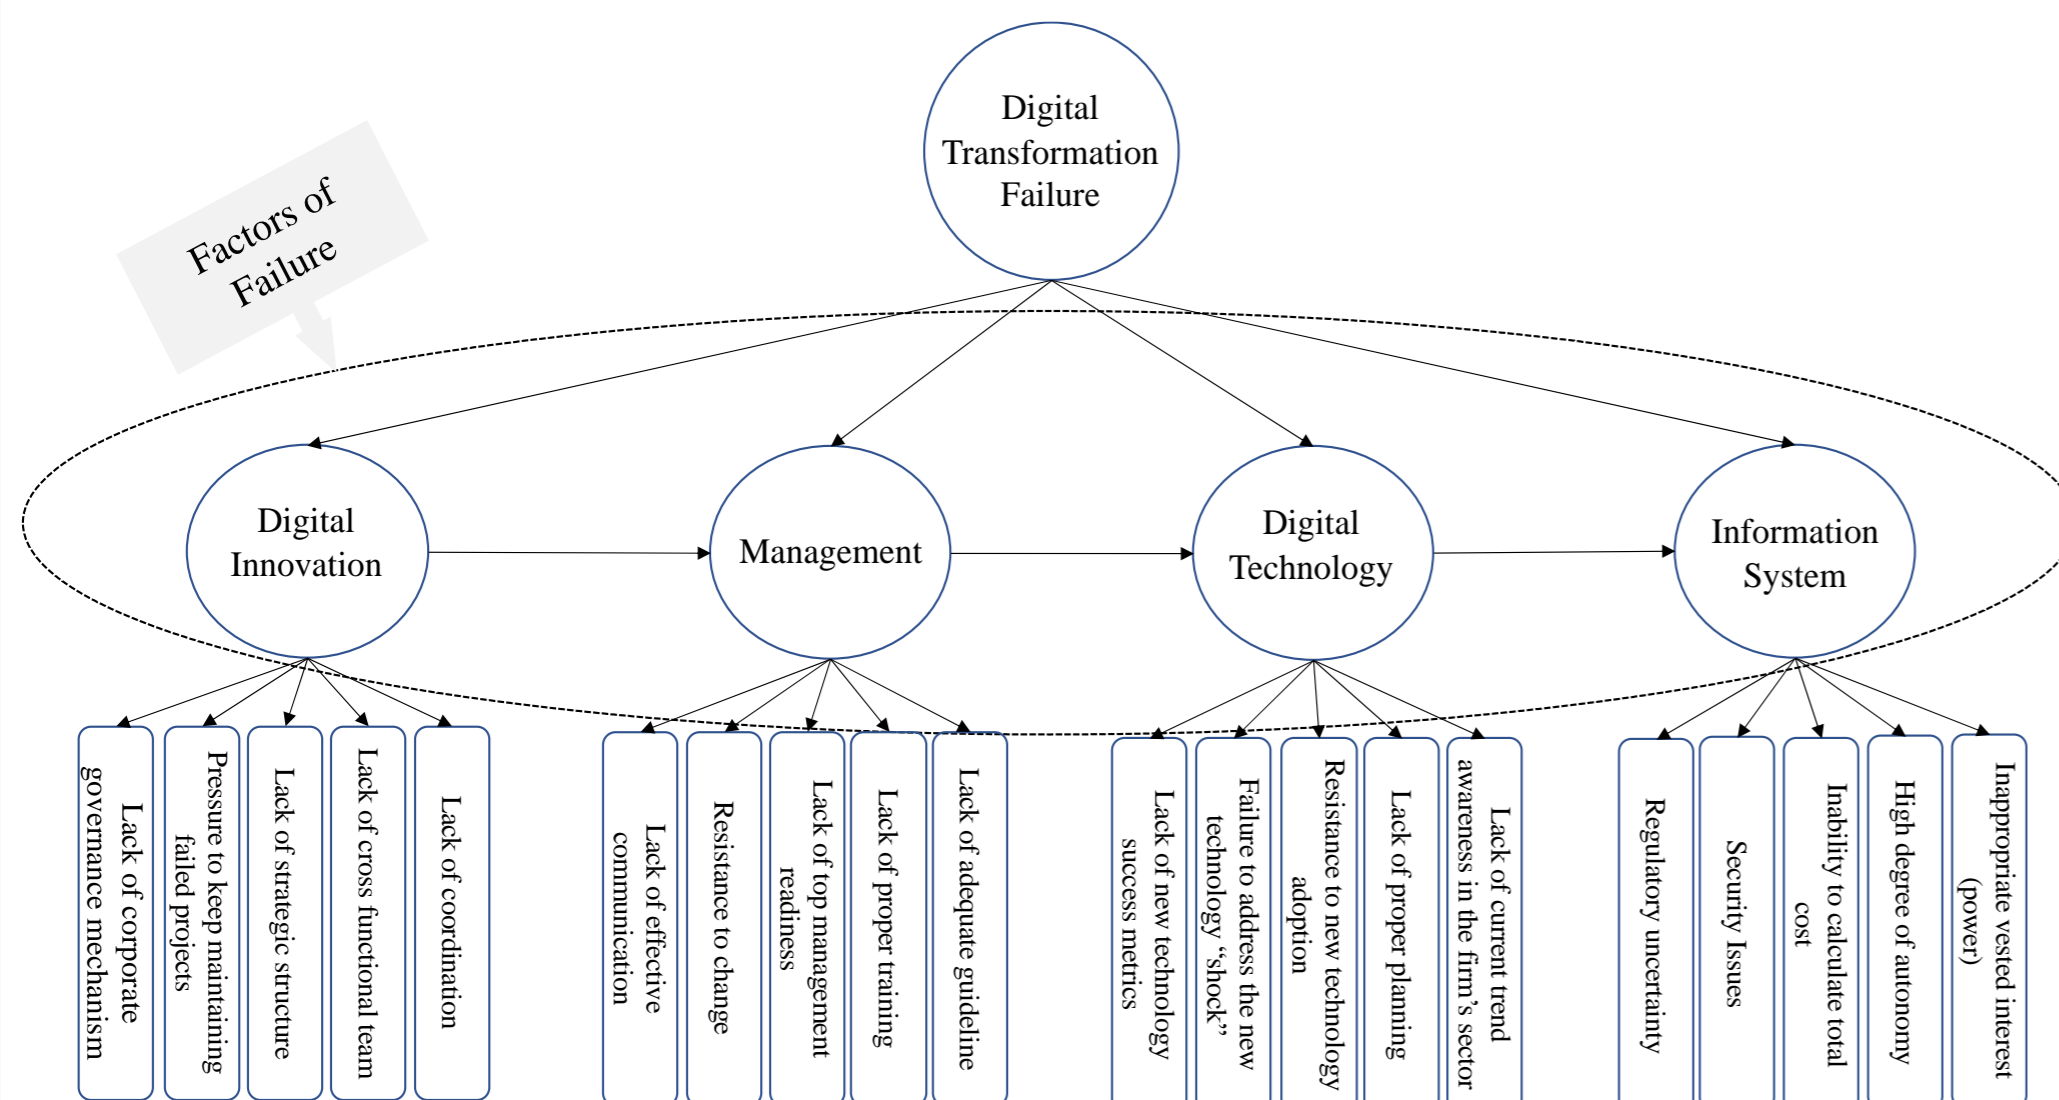 Digital
Transformation
Failure
Factors of
Failure
Digital
Innovation
Management
Digital
Technology
Information
System
Lack of corporate
governance mechanism
Pressure to keep maintaining
failed projects
Lack of strategic structure
Lack of cross functional team
Lack of coordination
Lack of effective
communication
Resistance to change
Lack of top management
readiness
Lack of proper training
Lack of adequate guideline
Lack of new technology
success metrics
Failure to address the new
technology “shock”
Resistance to new technology
adoption
Lack of proper planning
Lack of current trend
awareness in the firm’s sector
Regulatory uncertainty
Security Issues
Inability to calculate total
cost
High degree of autonomy
Inappropriate vested interest
(power)